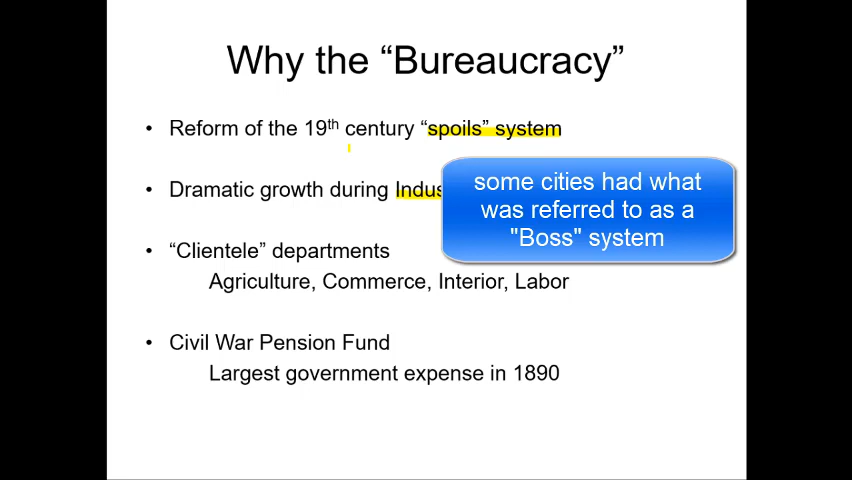 Why the “Bureaucracy”
• Reform of the 19th century “spoils” system
• Dramatic growth during
some cities had what
was referred to as a
"Boss" system
• “Clientele” departments
Agriculture, Commerce, Interior, Labor
• Civil War Pension Fund
Largest government expense in 1890